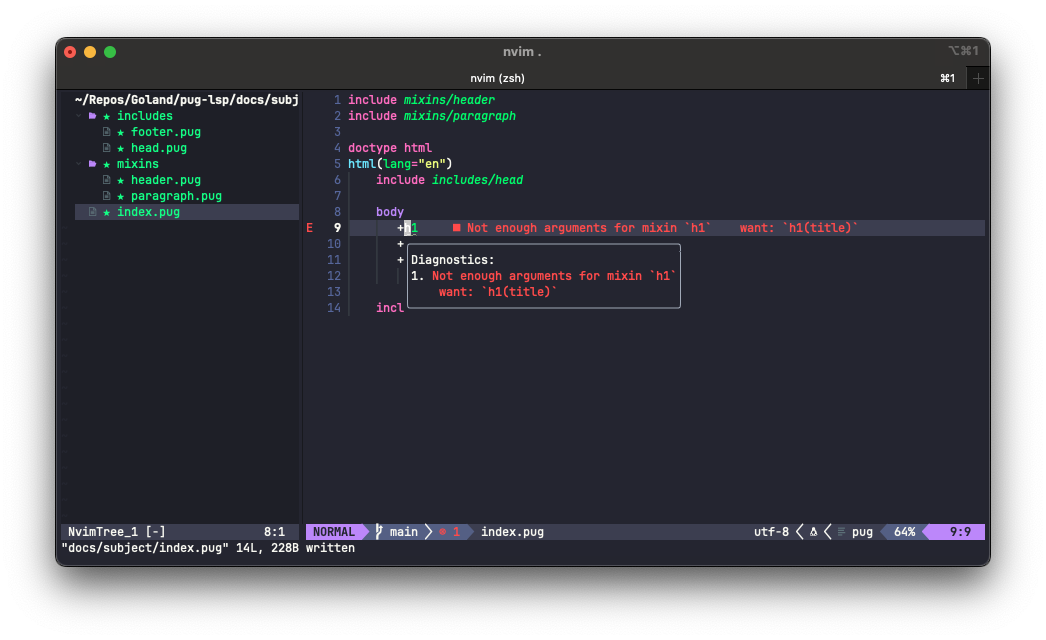 nvim .
⌥⌘1
nvim (zsh)
⌘1
~/Repos/Goland/pug-lsp/docs/subj
includes
footer.pug
head.pug
mixins
header.pug
paragraph.pug
index.pug
1 include mixins/header
2 include mixins/paragraph
3
4 doctype html
5 html(lang="en")
6 include includes/head
7
8 body
E 9 +h1 ■ Not enough arguments for mixin `h1` want: `h1(title)`
10 +
11 +
12
13
14 incl
Diagnostics:
1. Not enough arguments for mixin `h1`
want: `h1(title)`
NvimTree_1 [-] 8:1
NORMAL main 1 index.pug utf-8 pug 64% 9:9
"docs/subject/index.pug" 14L, 228B written